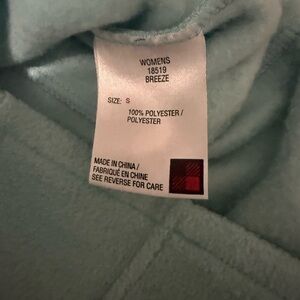 WOMENS
18519
BREEZE
SIZE: S
100% POLYESTER /
POLYESTER
MADE IN CHINA /
FABRIQUÉ EN CHINE
SEE REVERSE FOR CARE